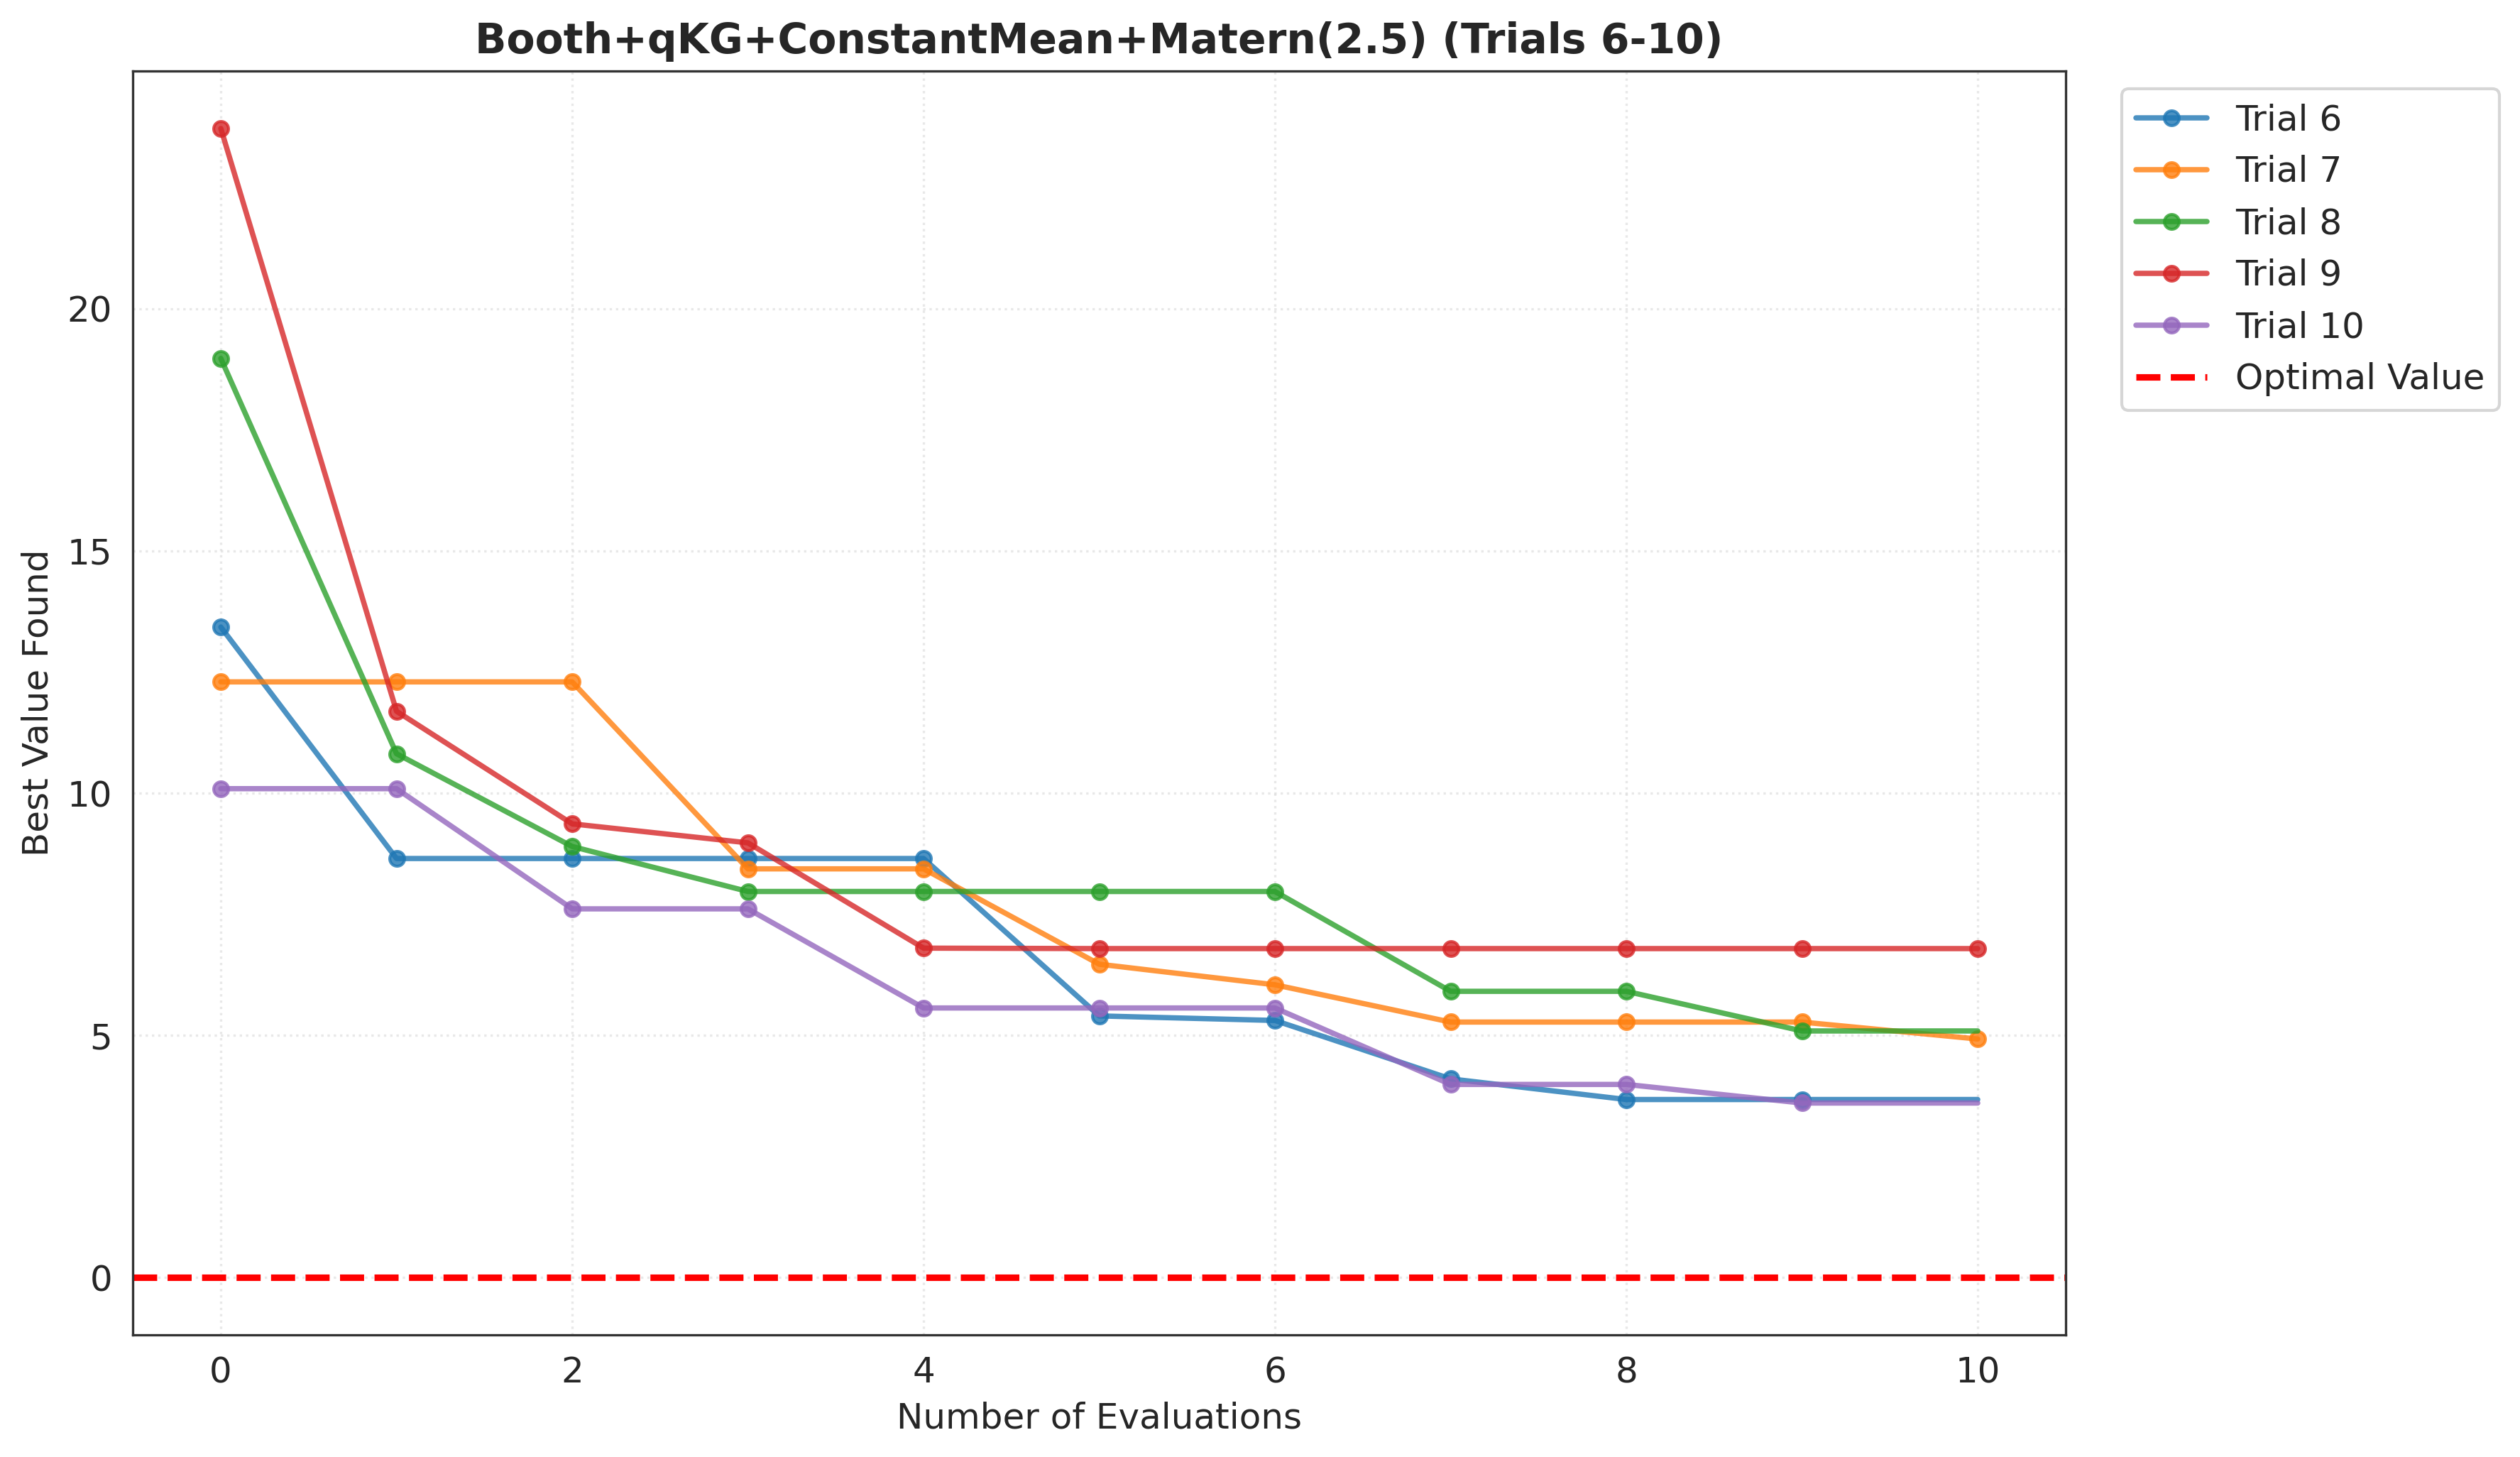 Booth+qKG+ConstantMean+Matern(2.5) (Trials 6-10)
Trial 6
Trial 7
Trial 8
Trial 9
Trial 10
Optimal Value
Best Value Found
20
15
10
5
0
0 2 4 6 8 10
Number of Evaluations